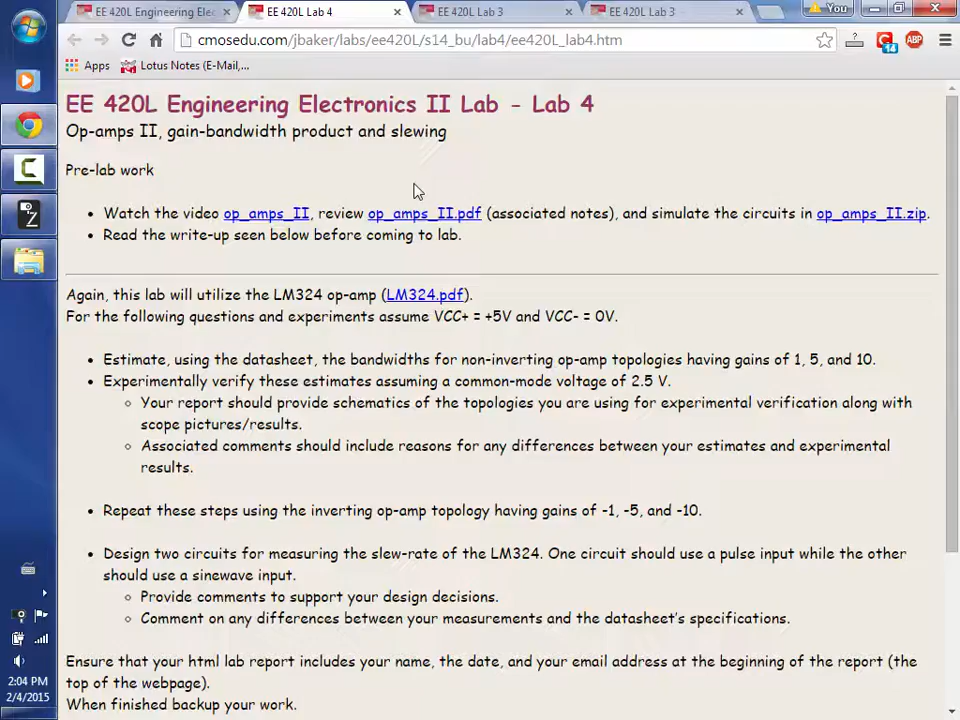 EE 420L Engineering Elec
EE 420L Lab 4
EE 420L Lab 3
EE 420L Lab 3
You
cmosedu.com/jbaker/labs/ee420L/s14_bu/lab4/ee420L_lab4.htm
14
ABP
Apps
Lotus Notes (E-Mail,...
EE 420L Engineering Electronics II Lab - Lab 4
Op-amps II, gain-bandwidth product and slewing
Pre-lab work
• Watch the video op_amps_II, review op_amps_II.pdf (associated notes), and simulate the circuits in op_amps_II.zip.
• Read the write-up seen below before coming to lab.
Again, this lab will utilize the LM324 op-amp (LM324.pdf).
For the following questions and experiments assume VCC+ = +5V and VCC- = 0V.
• Estimate, using the datasheet, the bandwidths for non-inverting op-amp topologies having gains of 1, 5, and 10.
• Experimentally verify these estimates assuming a common-mode voltage of 2.5 V.
◦ Your report should provide schematics of the topologies you are using for experimental verification along with
scope pictures/results.
◦ Associated comments should include reasons for any differences between your estimates and experimental
results.
• Repeat these steps using the inverting op-amp topology having gains of -1, -5, and -10.
• Design two circuits for measuring the slew-rate of the LM324. One circuit should use a pulse input while the other
should use a sinewave input.
◦ Provide comments to support your design decisions.
◦ Comment on any differences between your measurements and the datasheet's specifications.
Ensure that your html lab report includes your name, the date, and your email address at the beginning of the report (the
top of the webpage).
When finished backup your work.
2:04 PM
2/4/2015